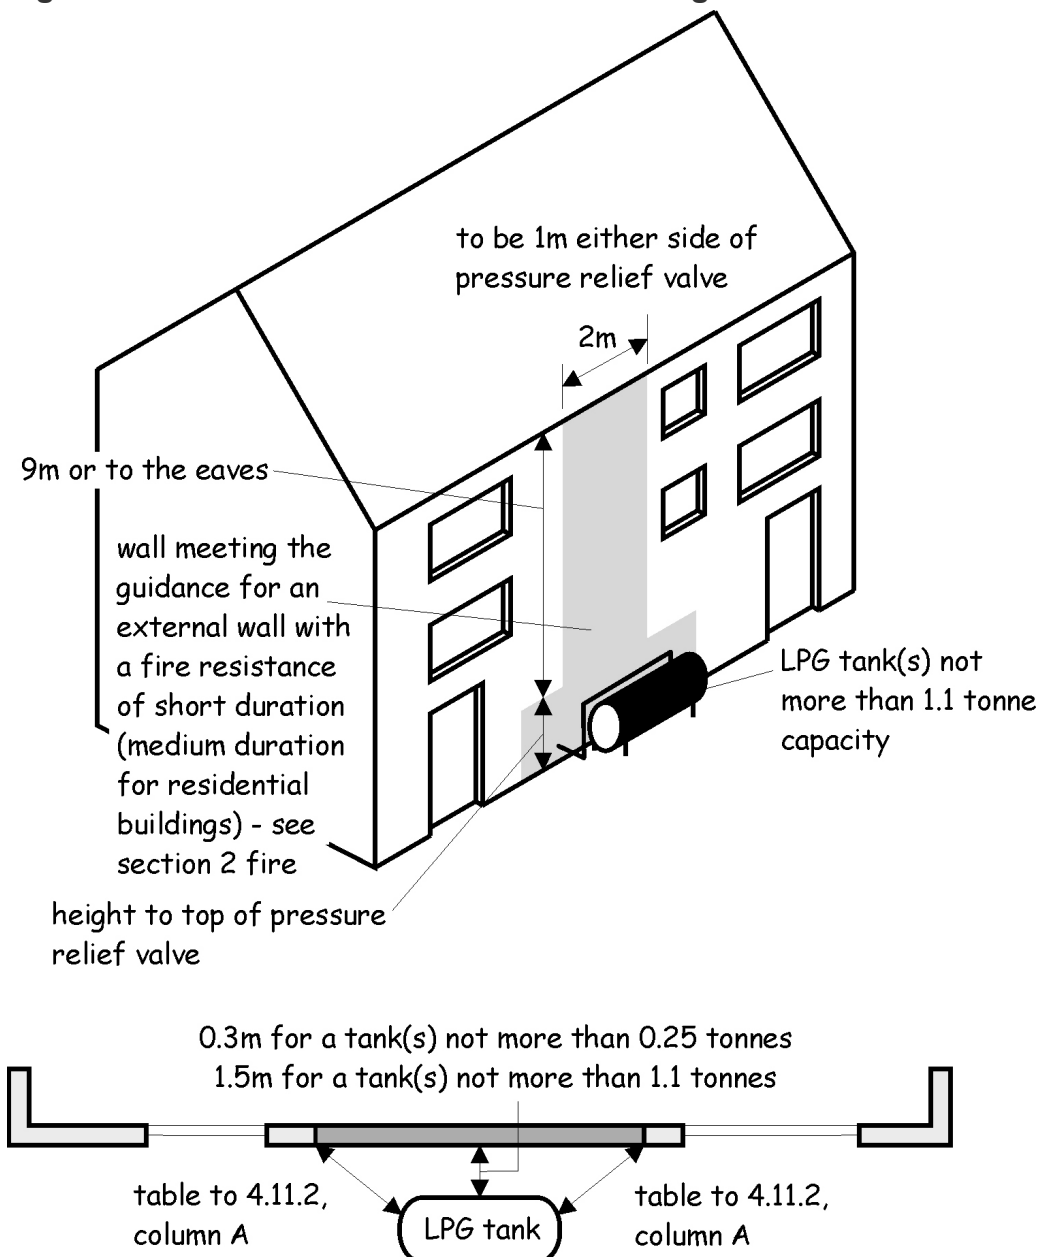 to be 1m either side of
pressure relief valve
2m
9m or to the eaves
wall meeting the
guidance for an
external wall with
a fire resistance
of short duration
(medium duration
for residential
buildings) - see
section 2 fire
LPG tank(s) not
more than 1.1 tonne
capacity
height to top of pressure
relief valve
0.3m for a tank(s) not more than 0.25 tonnes
1.5m for a tank(s) not more than 1.1 tonnes
table to 4.11.2,
column A
LPG tank
table to 4.11.2,
column A